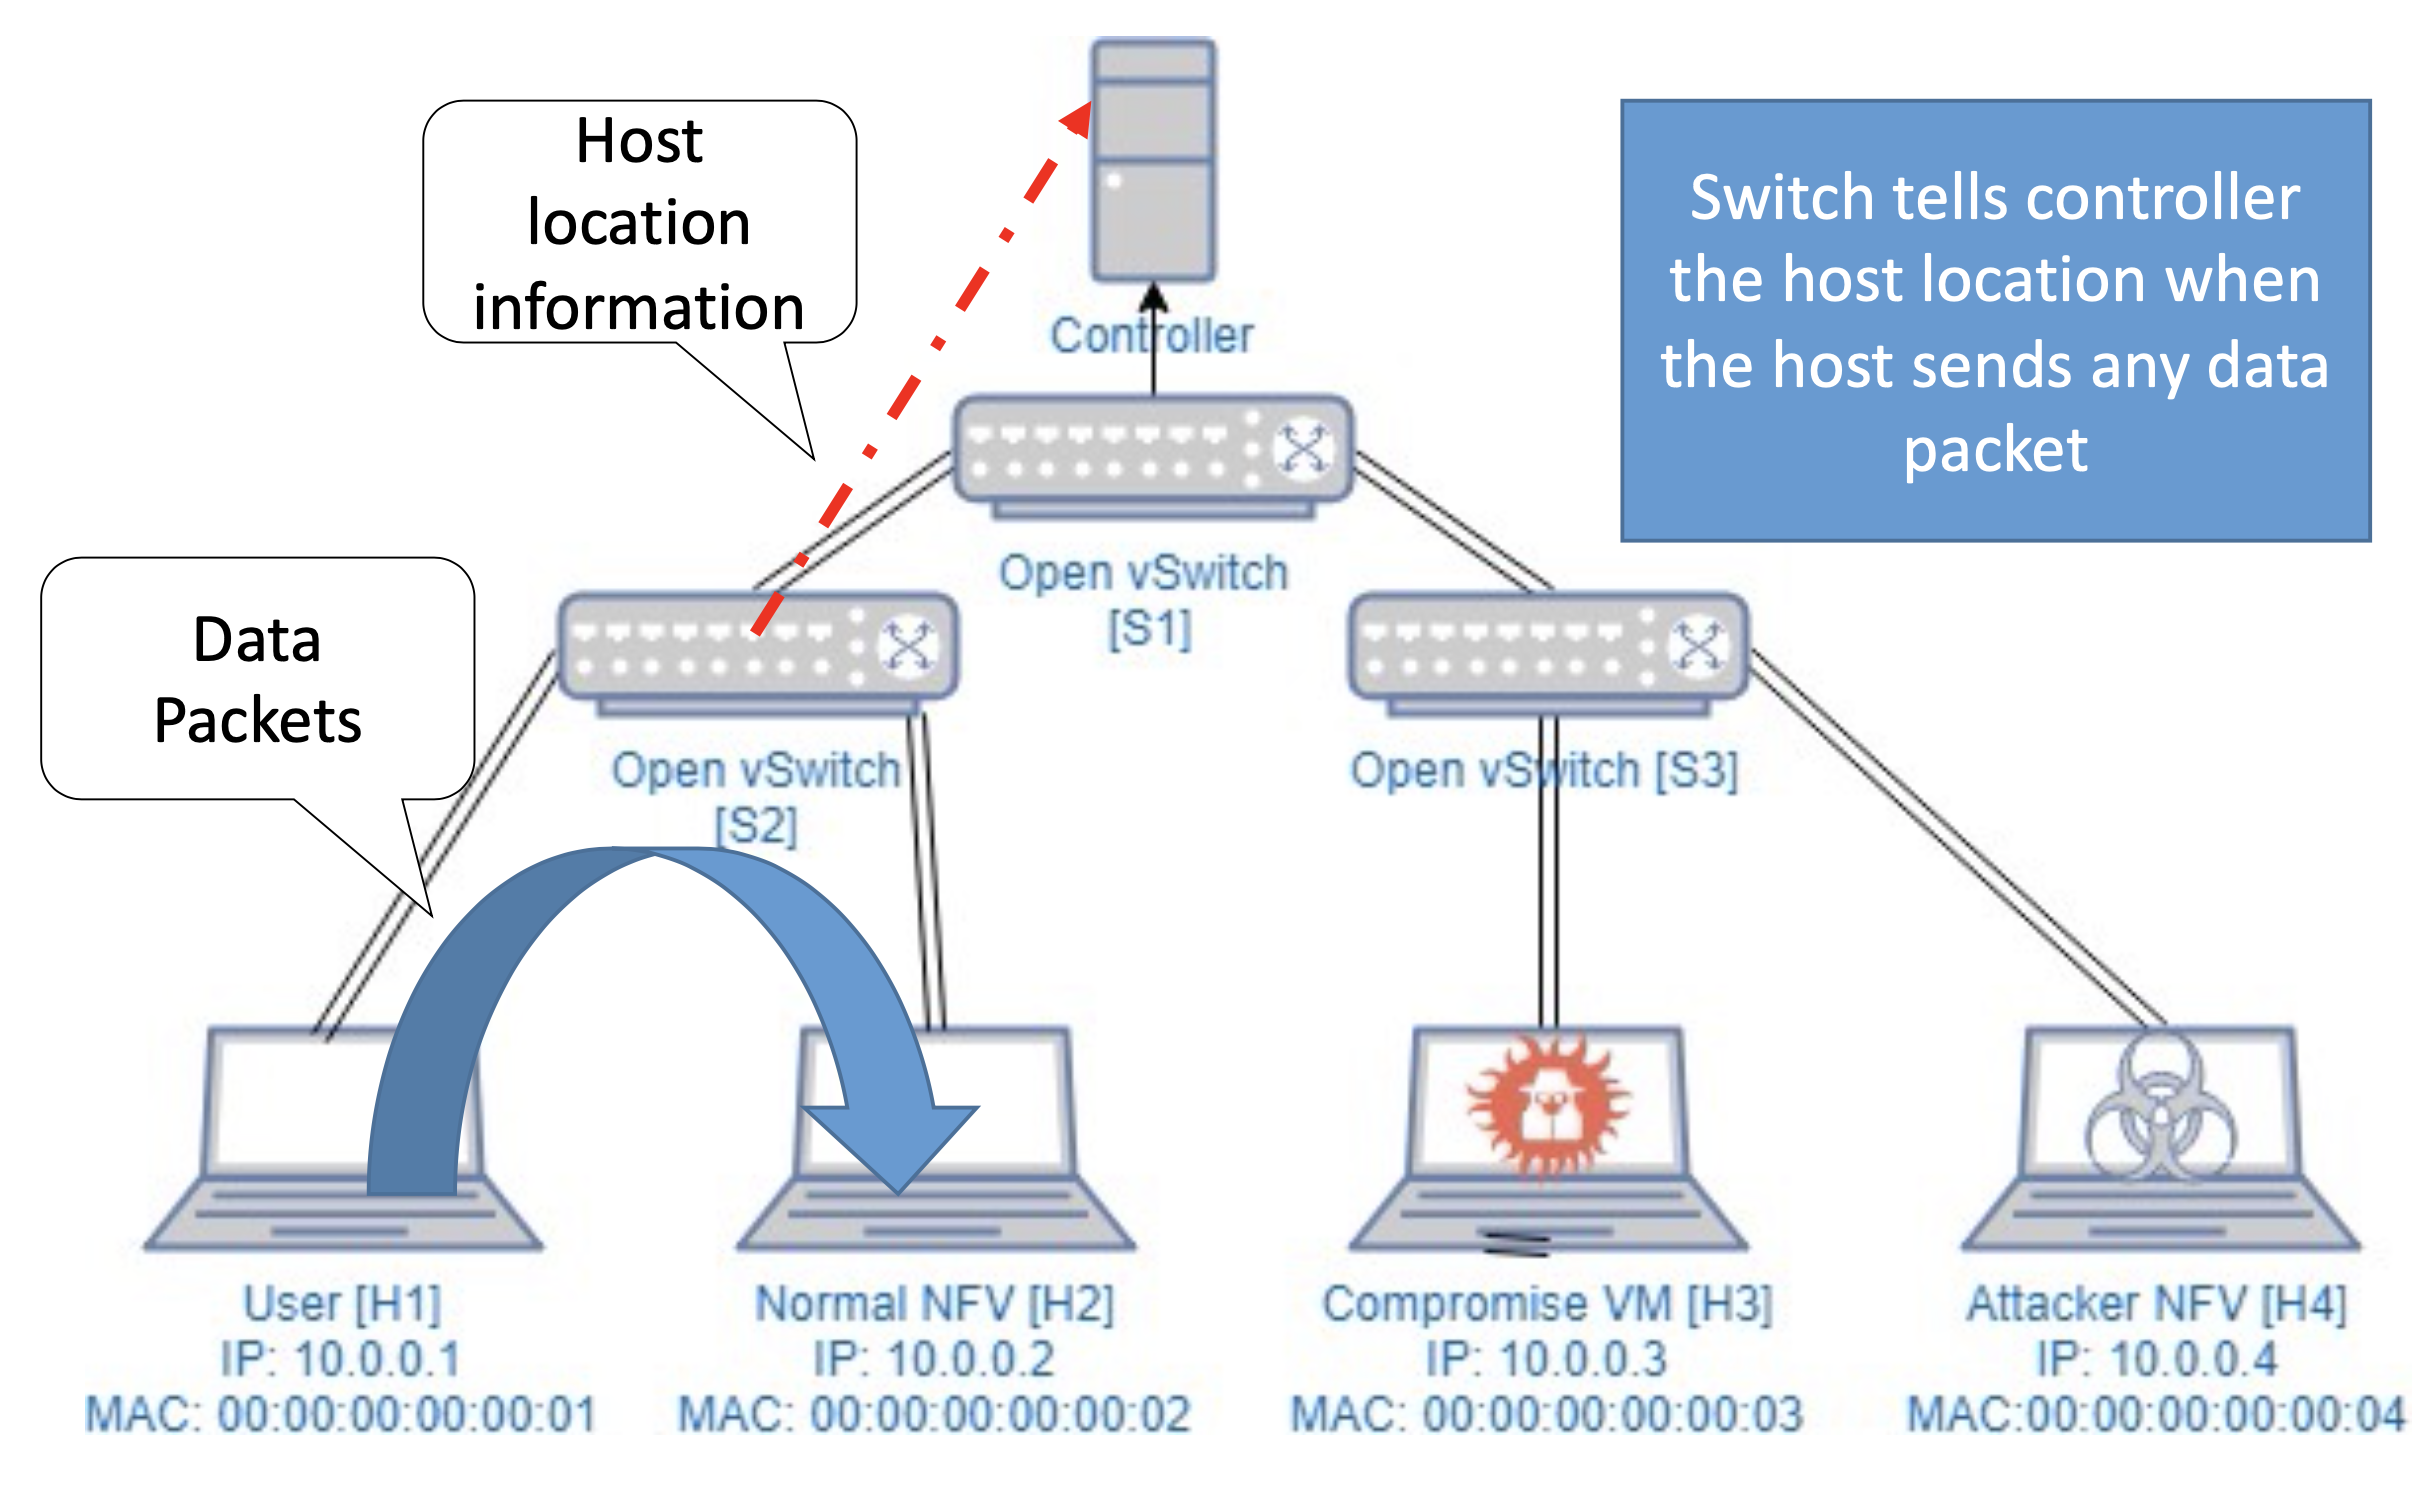 Host
location
information
Switch tells controller
the host location when
the host sends any data
packet
Controller
Open vSwitch
[S1]
Data
Packets
Open vSwitch
[S2]
Open vSwitch [S3]
User [H1]
IP: 10.0.0.1
MAC: 00:00:00:00:00:01
Normal NFV [H2]
IP: 10.0.0.2
MAC: 00:00:00:00:00:02
Compromise VM [H3]
IP: 10.0.0.3
MAC: 00:00:00:00:00:03
Attacker NFV [H4]
IP: 10.0.0.4
MAC:00:00:00:00:00:04